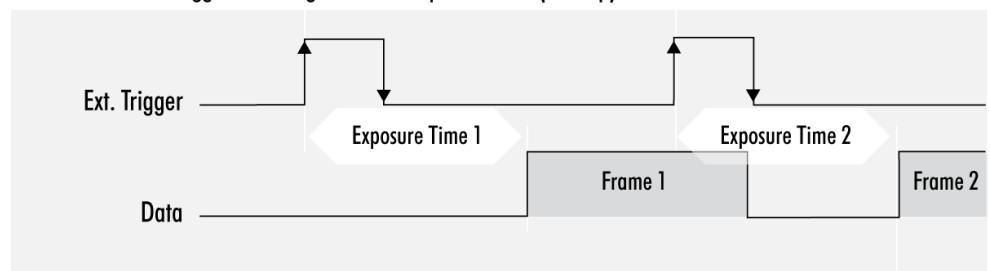 Ext. Trigger
Exposure Time 1
Exposure Time 2
Frame 1
Frame 2
Data